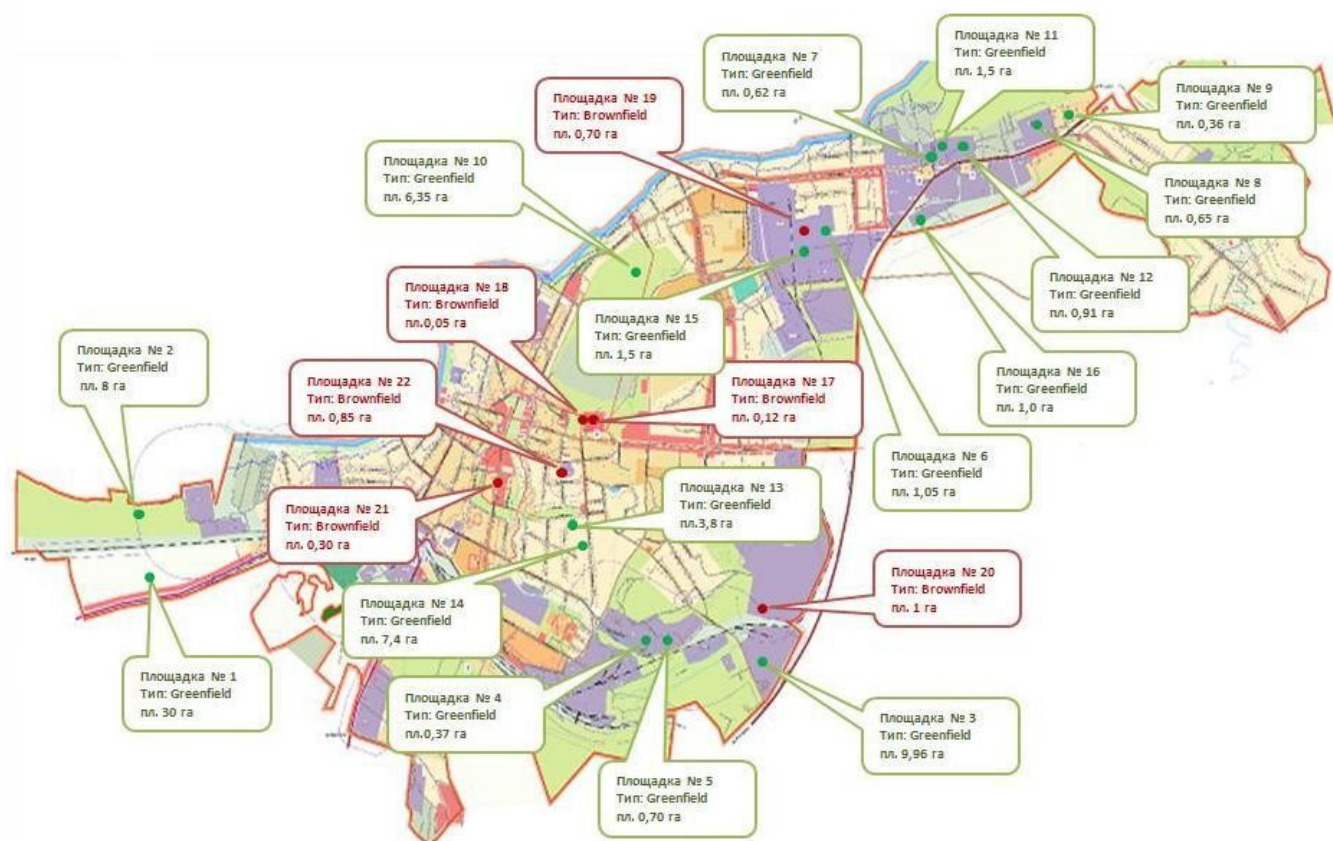 Площадка № 11
Тип: Greenfield
пл. 1,5 га
Площадка № 7
Тип: Greenfield
пл. 0,62 га
Площадка № 9
Тип: Greenfield
пл. 0,36 га
Площадка № 19
Тип: Brownfield
пл. 0,70 га
Площадка № 10
Тип: Greenfield
пл. 6,35 га
Площадка № 8
Тип: Greenfield
пл. 0,65 га
Площадка № 12
Тип: Greenfield
пл. 0,91 га
Площадка № 18
Тип: Brownfield
пл.0,05 га
Площадка № 15
Тип: Greenfield
пл. 1,5 га
Площадка № 2
Тип: Greenfield
пл. 8 га
Площадка № 22
Тип: Brownfield
пл. 0,85 га
Площадка № 17
Тип: Brownfield
пл. 0,12 га
Площадка № 16
Тип: Greenfield
пл. 1,0 га
Площадка № 6
Тип: Greenfield
пл. 1,05 га
Площадка № 13
Тип: Greenfield
пл.3,8 га
Площадка № 21
Тип: Brownfield
пл. 0,30 га
Площадка № 20
Тип: Brownfield
пл. 1 га
Площадка № 14
Тип: Greenfield
пл. 7,4 га
Площадка № 1
Тип: Greenfield
пл. 30 га
Площадка № 4
Тип: Greenfield
пл.0,37 га
Площадка № 3
Тип: Greenfield
пл. 9,96 га
Площадка № 5
Тип: Greenfield
пл. 0,70 га